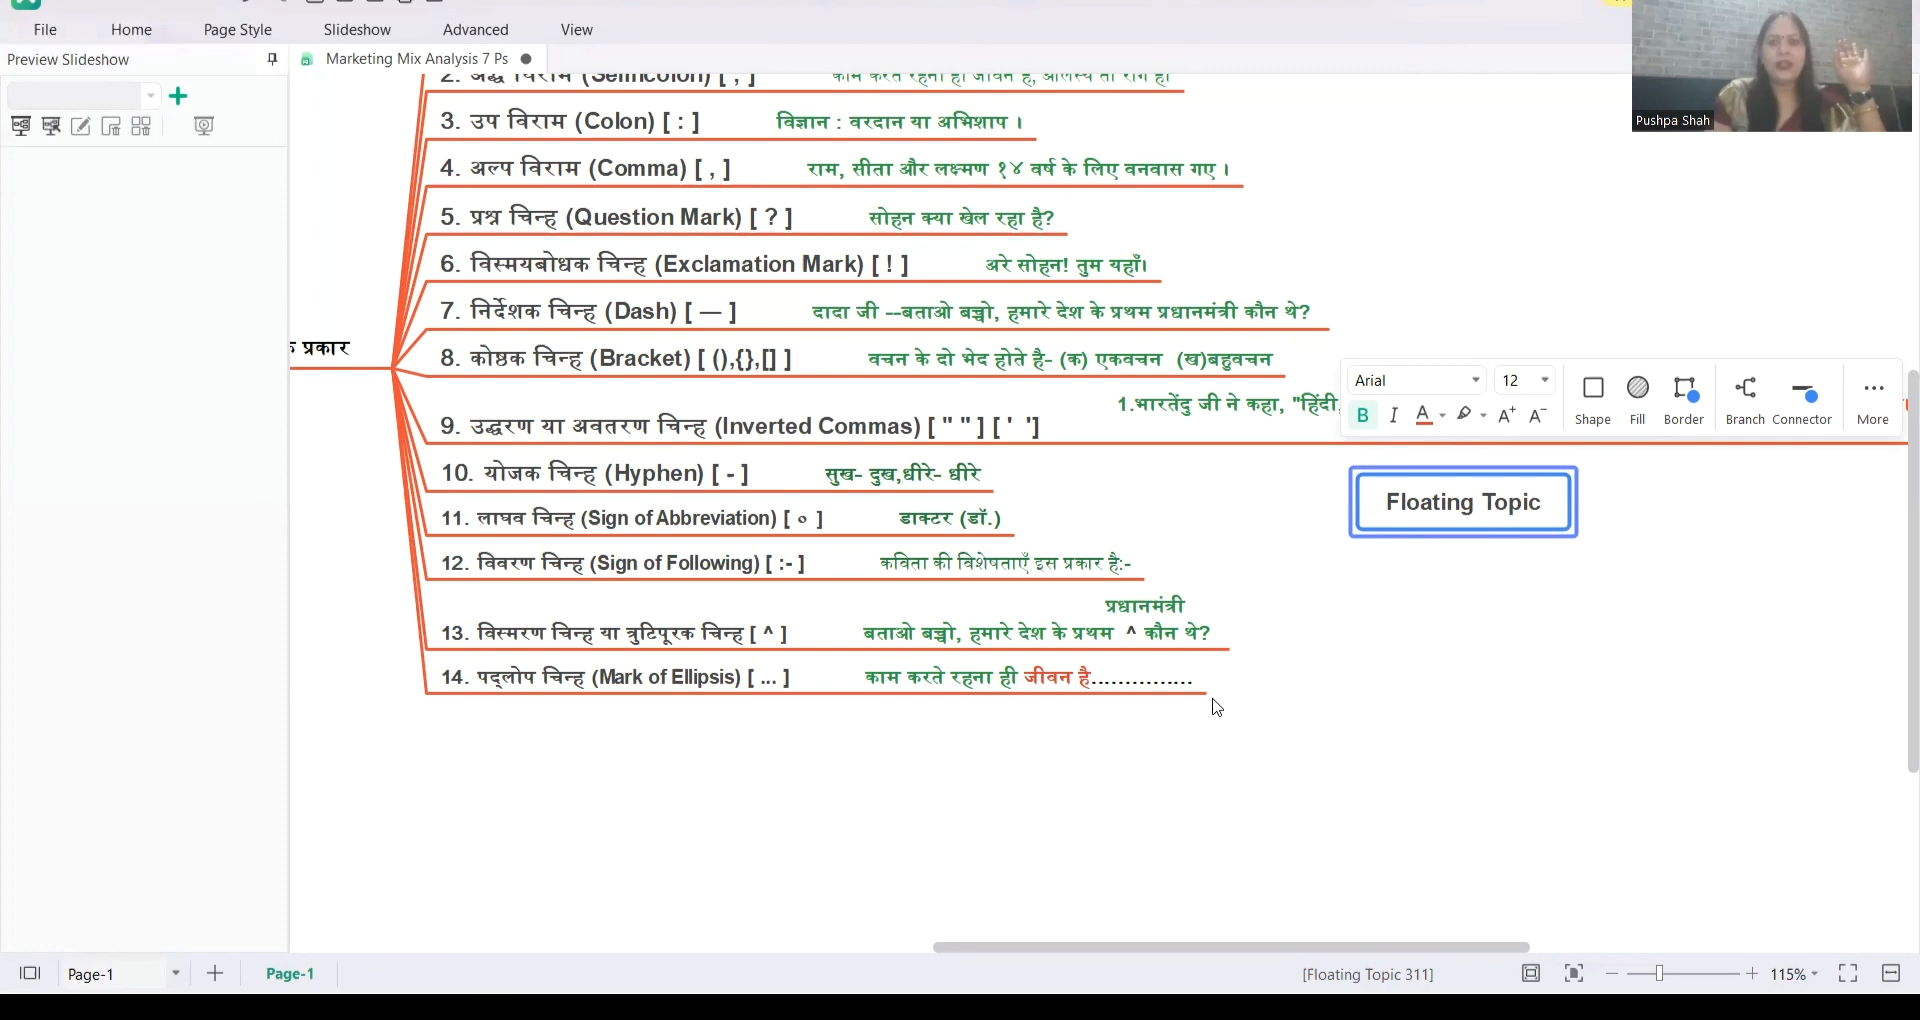 File Home Page Style Slideshow Advanced View
Preview Slideshow
Marketing Mix Analysis 7 Ps
Pushpa Shah
3. उप विराम (Colon) [ : ] विज्ञान : वरदान या अभिशाप ।
4. अल्प विराम (Comma) [ , ] राम, सीता और लक्ष्मण १४ वर्ष के लिए वनवास गए ।
5. प्रश्न चिन्ह (Question Mark) [ ? ] सोहन क्या खेल रहा है?
6. विस्मयबोधक चिन्ह (Exclamation Mark) [ ! ] अरे सोहन! तुम यहाँ।
7. निर्देशक चिन्ह (Dash) [ — ] दादा जी --बताओ बच्चो, हमारे देश के प्रथम प्रधानमंत्री कौन थे?
प्रकार
8. कोष्ठक चिन्ह (Bracket) [ (),{},[] ] वचन के दो भेद होते है- (क) एकवचन (ख)बहुवचन
1.भारतेंदु जी ने कहा, "हिंदी,
9. उद्धरण या अवतरण चिन्ह (Inverted Commas) [ " " ] [ ' ' ]
Arial 12
B I A A+ A-
Shape Fill Border Branch Connector More
10. योजक चिन्ह (Hyphen) [ - ] सुख- दुख,धीरे- धीरे
Floating Topic
11. लाघव चिन्ह (Sign of Abbreviation) [ ० ] डाक्टर (डॉ.)
12. विवरण चिन्ह (Sign of Following) [ :- ] कविता की विशेषताएँ इस प्रकार है:-
प्रधानमंत्री
13. विस्मरण चिन्ह या त्रुटिपूरक चिन्ह [ ^ ] बताओ बच्चो, हमारे देश के प्रथम ^ कौन थे?
14. पद्लोप चिन्ह (Mark of Ellipsis) [ ... ] काम करते रहना ही जीवन है...............
Page-1 Page-1 [Floating Topic 311] 115%